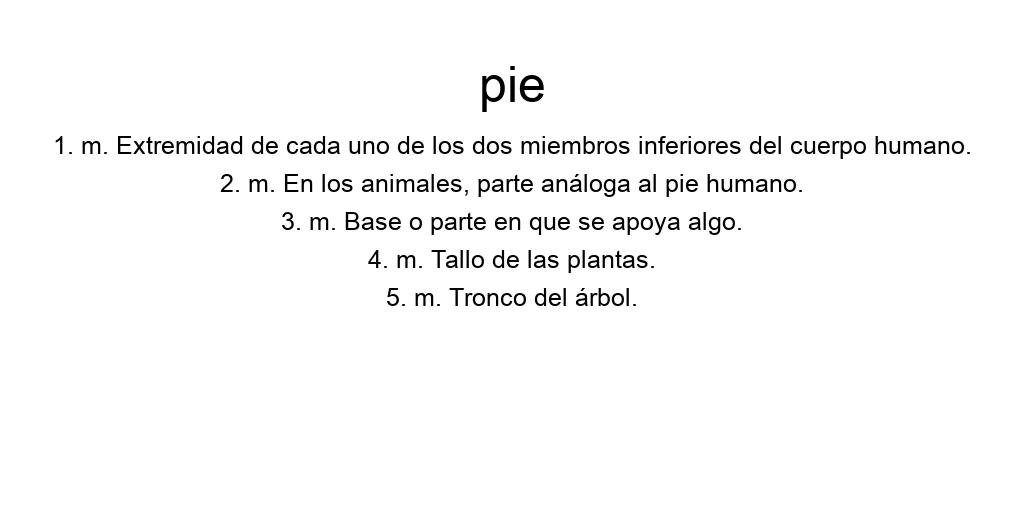 pie
1. m. Extremidad de cada uno de los dos miembros inferiores del cuerpo humano.
2. m. En los animales, parte análoga al pie humano.
3. m. Base o parte en que se apoya algo.
4. m. Tallo de las plantas.
5. m. Tronco del árbol.